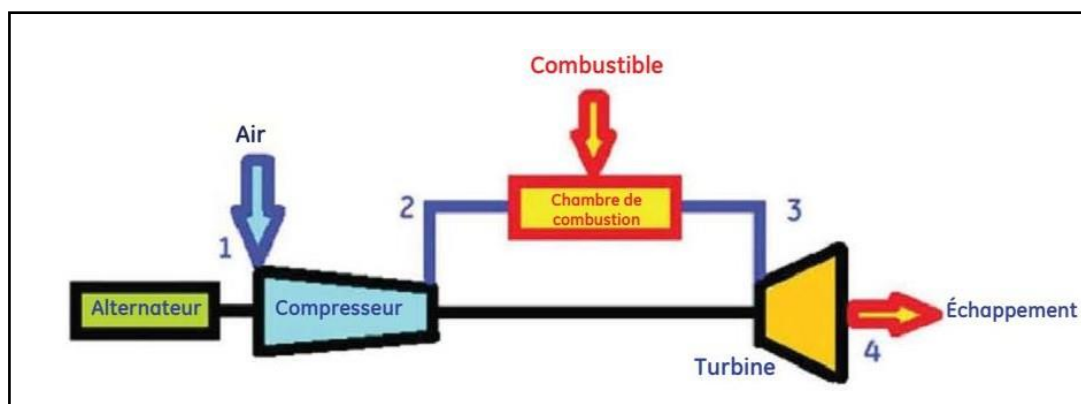 Combustible
Air
2
Chambre de
combustion
3
1
Alternateur
Compresseur
Échappement
Turbine
4